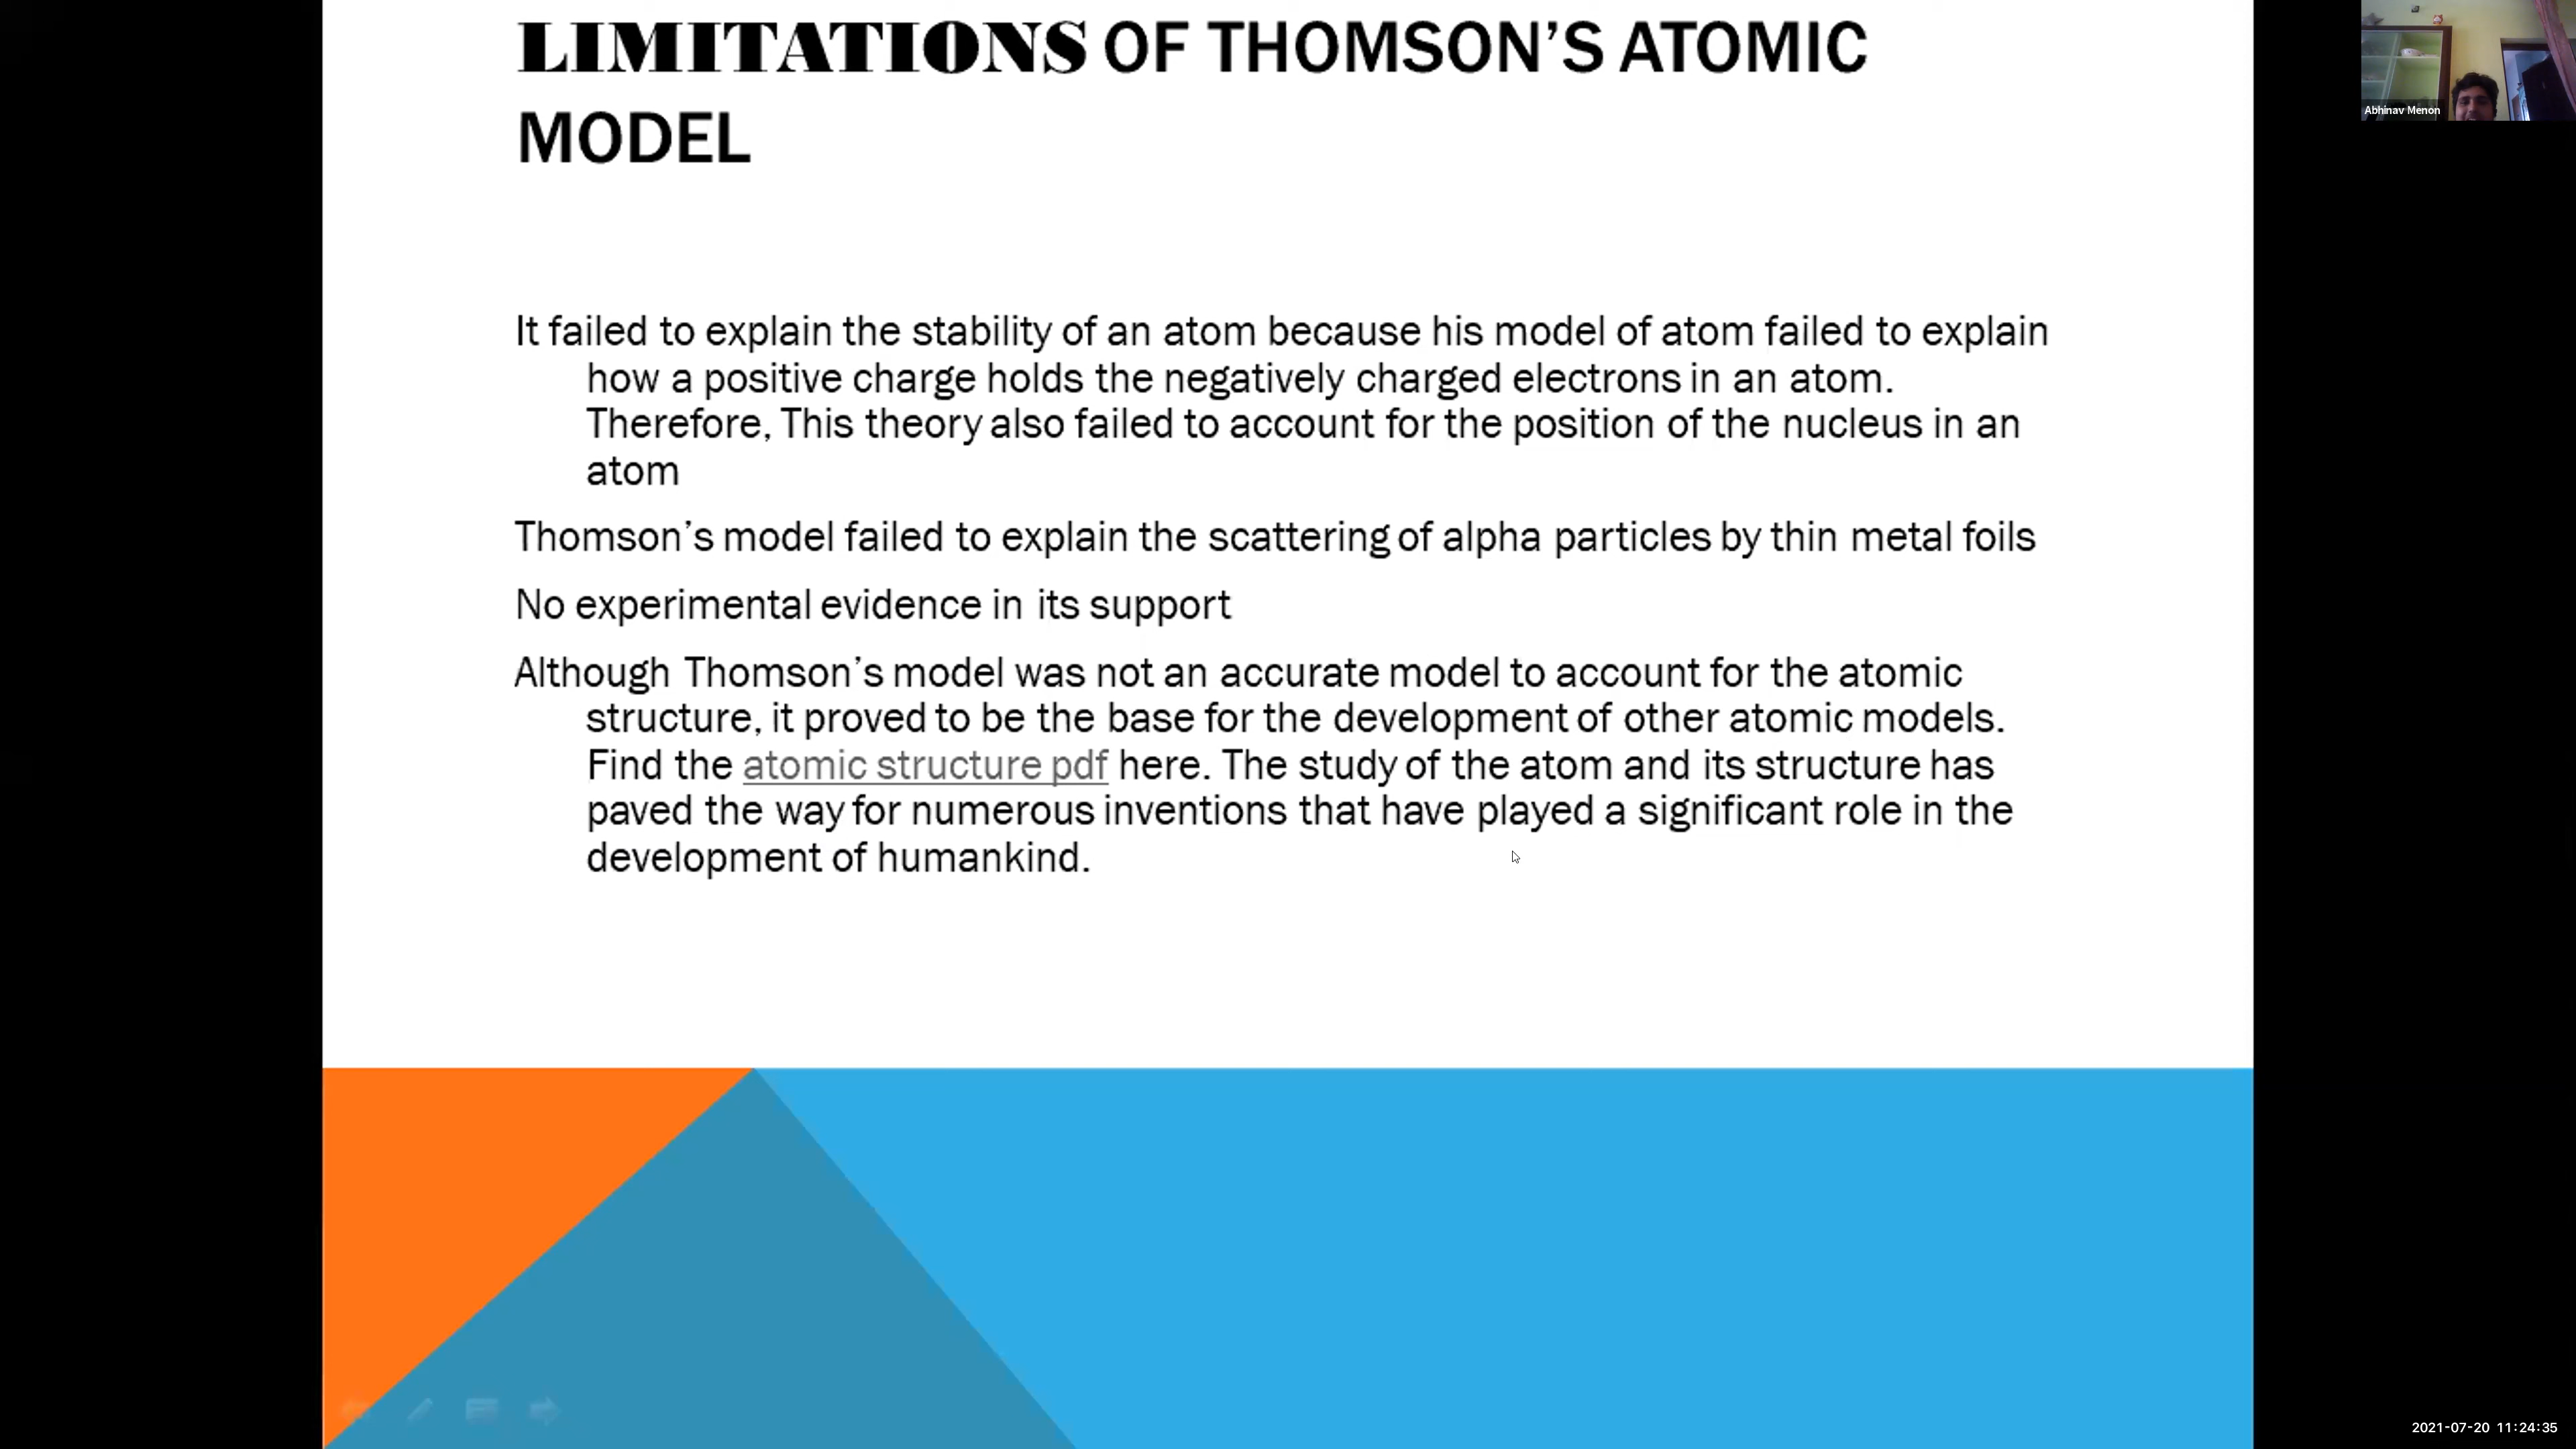 LIMITATIONS OF THOMSON’S ATOMIC
MODEL
Abhinav Menon
It failed to explain the stability of an atom because his model of atom failed to explain
how a positive charge holds the negatively charged electrons in an atom.
Therefore, This theory also failed to account for the position of the nucleus in an
atom
Thomson’s model failed to explain the scattering of alpha particles by thin metal foils
No experimental evidence in its support
Although Thomson’s model was not an accurate model to account for the atomic
structure, it proved to be the base for the development of other atomic models.
Find the atomic structure pdf here. The study of the atom and its structure has
paved the way for numerous inventions that have played a significant role in the
development of humankind.
2021-07-20 11:24:35